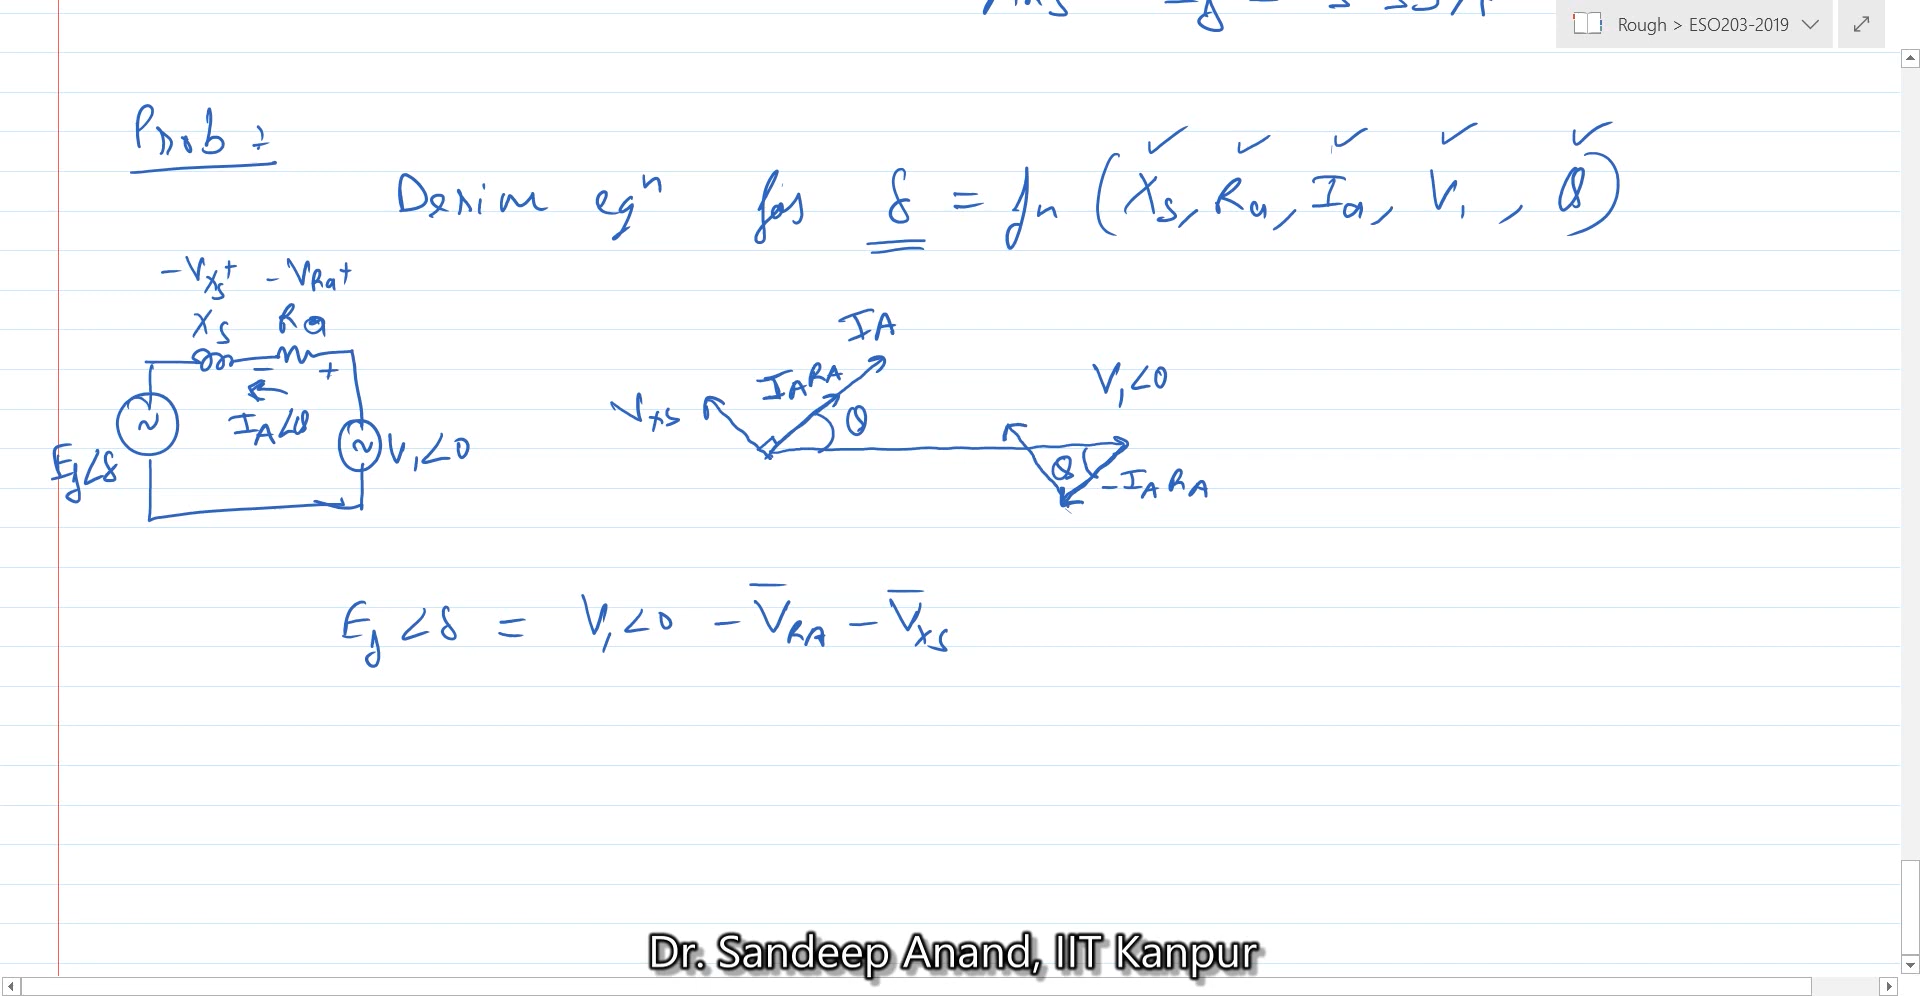 Rough > ESO203-2019
Prob :
Derive eqⁿ for δ = fn (Xs, Ra, Ia, V₁, θ)
-Vxs+ -VRa+
Xs Ra
- +
IA∠θ
Eg∠δ
V₁∠0
IA
IARA
VXS
θ
V₁∠0
θ
-IARA
Eg∠δ = V₁∠0 - V̅RA - V̅XS
Dr. Sandeep Anand, IIT Kanpur